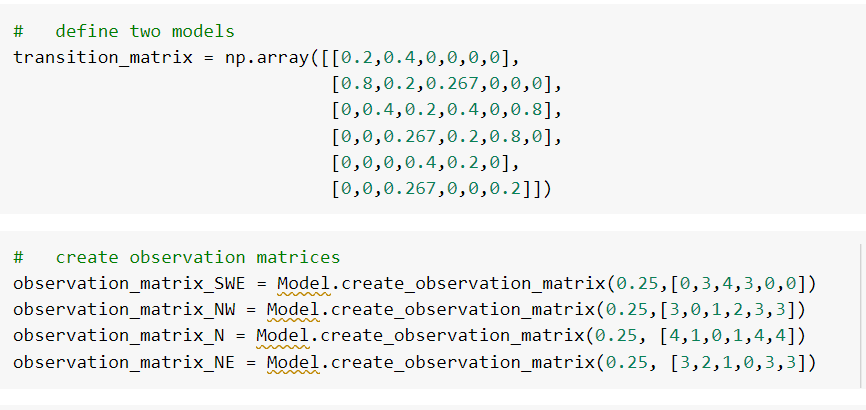 #   define two models
transition_matrix = np.array([[0.2,0.4,0,0,0,0],
                              [0.8,0.2,0.267,0,0,0],
                              [0,0.4,0.2,0.4,0,0.8],
                              [0,0,0.267,0.2,0.8,0],
                              [0,0,0,0.4,0.2,0],
                              [0,0,0.267,0,0,0.2]])
#   create observation matrices
observation_matrix_SWE = Model.create_observation_matrix(0.25,[0,3,4,3,0,0])
observation_matrix_NW = Model.create_observation_matrix(0.25,[3,0,1,2,3,3])
observation_matrix_N = Model.create_observation_matrix(0.25, [4,1,0,1,4,4])
observation_matrix_NE = Model.create_observation_matrix(0.25, [3,2,1,0,3,3])